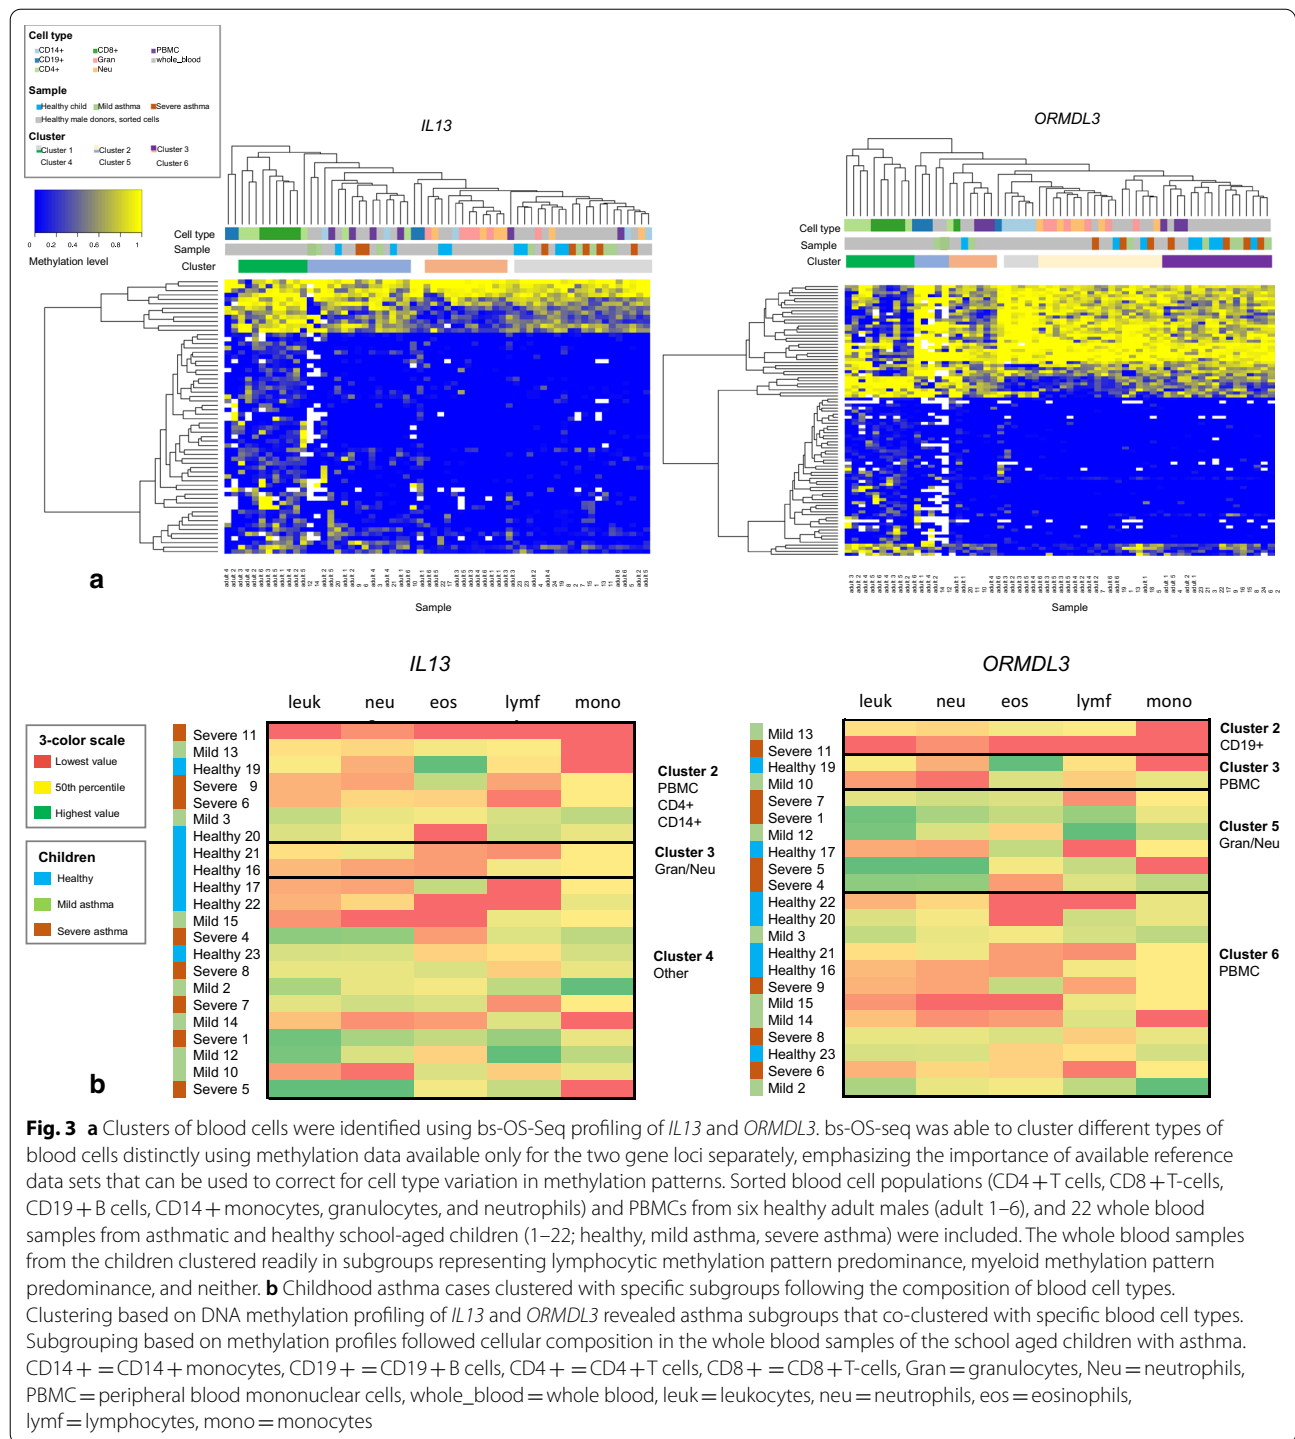 Cell type
CD14+ CD8+ PBMC
CD19+ Gran whole_blood
CD4+ Neu
Sample
Healthy child Mild asthma Severe asthma
Healthy male donors, sorted cells
Cluster
Cluster 1 Cluster 2 Cluster 3
Cluster 4 Cluster 5 Cluster 6
0 0.2 0.4 0.6 0.8 1
Methylation level
IL13
Cell type
Sample
Cluster
Sample
ORMDL3
Cell type
Sample
Cluster
Sample
a
IL13
leuk neu eos lymf mono
3-color scale
Lowest value
50th percentile
Highest value
Children
Healthy
Mild asthma
Severe asthma
Severe 11
Mild 13
Healthy 19
Severe 9
Severe 6
Mild 3
Healthy 20
Healthy 21
Healthy 16
Healthy 17
Healthy 22
Mild 15
Severe 4
Healthy 23
Severe 8
Mild 2
Severe 7
Mild 14
Severe 1
Mild 12
Mild 10
Severe 5
Cluster 2
PBMC
CD4+
CD14+
Cluster 3
Gran/Neu
Cluster 4
Other
ORMDL3
leuk neu eos lymf mono
Mild 13
Severe 11
Healthy 19
Mild 10
Severe 7
Severe 1
Mild 12
Healthy 17
Severe 5
Severe 4
Healthy 22
Healthy 20
Mild 3
Healthy 21
Healthy 16
Severe 9
Mild 15
Mild 14
Severe 8
Healthy 23
Severe 6
Mild 2
Cluster 2
CD19+
Cluster 3
PBMC
Cluster 5
Gran/Neu
Cluster 6
PBMC
b
Fig. 3 a Clusters of blood cells were identified using bs-OS-Seq profiling of IL13 and ORMDL3. bs-OS-seq was able to cluster different types of
blood cells distinctly using methylation data available only for the two gene loci separately, emphasizing the importance of available reference
data sets that can be used to correct for cell type variation in methylation patterns. Sorted blood cell populations (CD4+T cells, CD8+T-cells,
CD19+B cells, CD14+monocytes, granulocytes, and neutrophils) and PBMCs from six healthy adult males (adult 1–6), and 22 whole blood
samples from asthmatic and healthy school-aged children (1–22; healthy, mild asthma, severe asthma) were included. The whole blood samples
from the children clustered readily in subgroups representing lymphocytic methylation pattern predominance, myeloid methylation pattern
predominance, and neither. b Childhood asthma cases clustered with specific subgroups following the composition of blood cell types.
Clustering based on DNA methylation profiling of IL13 and ORMDL3 revealed asthma subgroups that co-clustered with specific blood cell types.
Subgrouping based on methylation profiles followed cellular composition in the whole blood samples of the school aged children with asthma.
CD14+=CD14+monocytes, CD19+=CD19+B cells, CD4+=CD4+T cells, CD8+=CD8+T-cells, Gran=granulocytes, Neu=neutrophils,
PBMC=peripheral blood mononuclear cells, whole_blood=whole blood, leuk=leukocytes, neu=neutrophils, eos=eosinophils,
lymf=lymphocytes, mono=monocytes